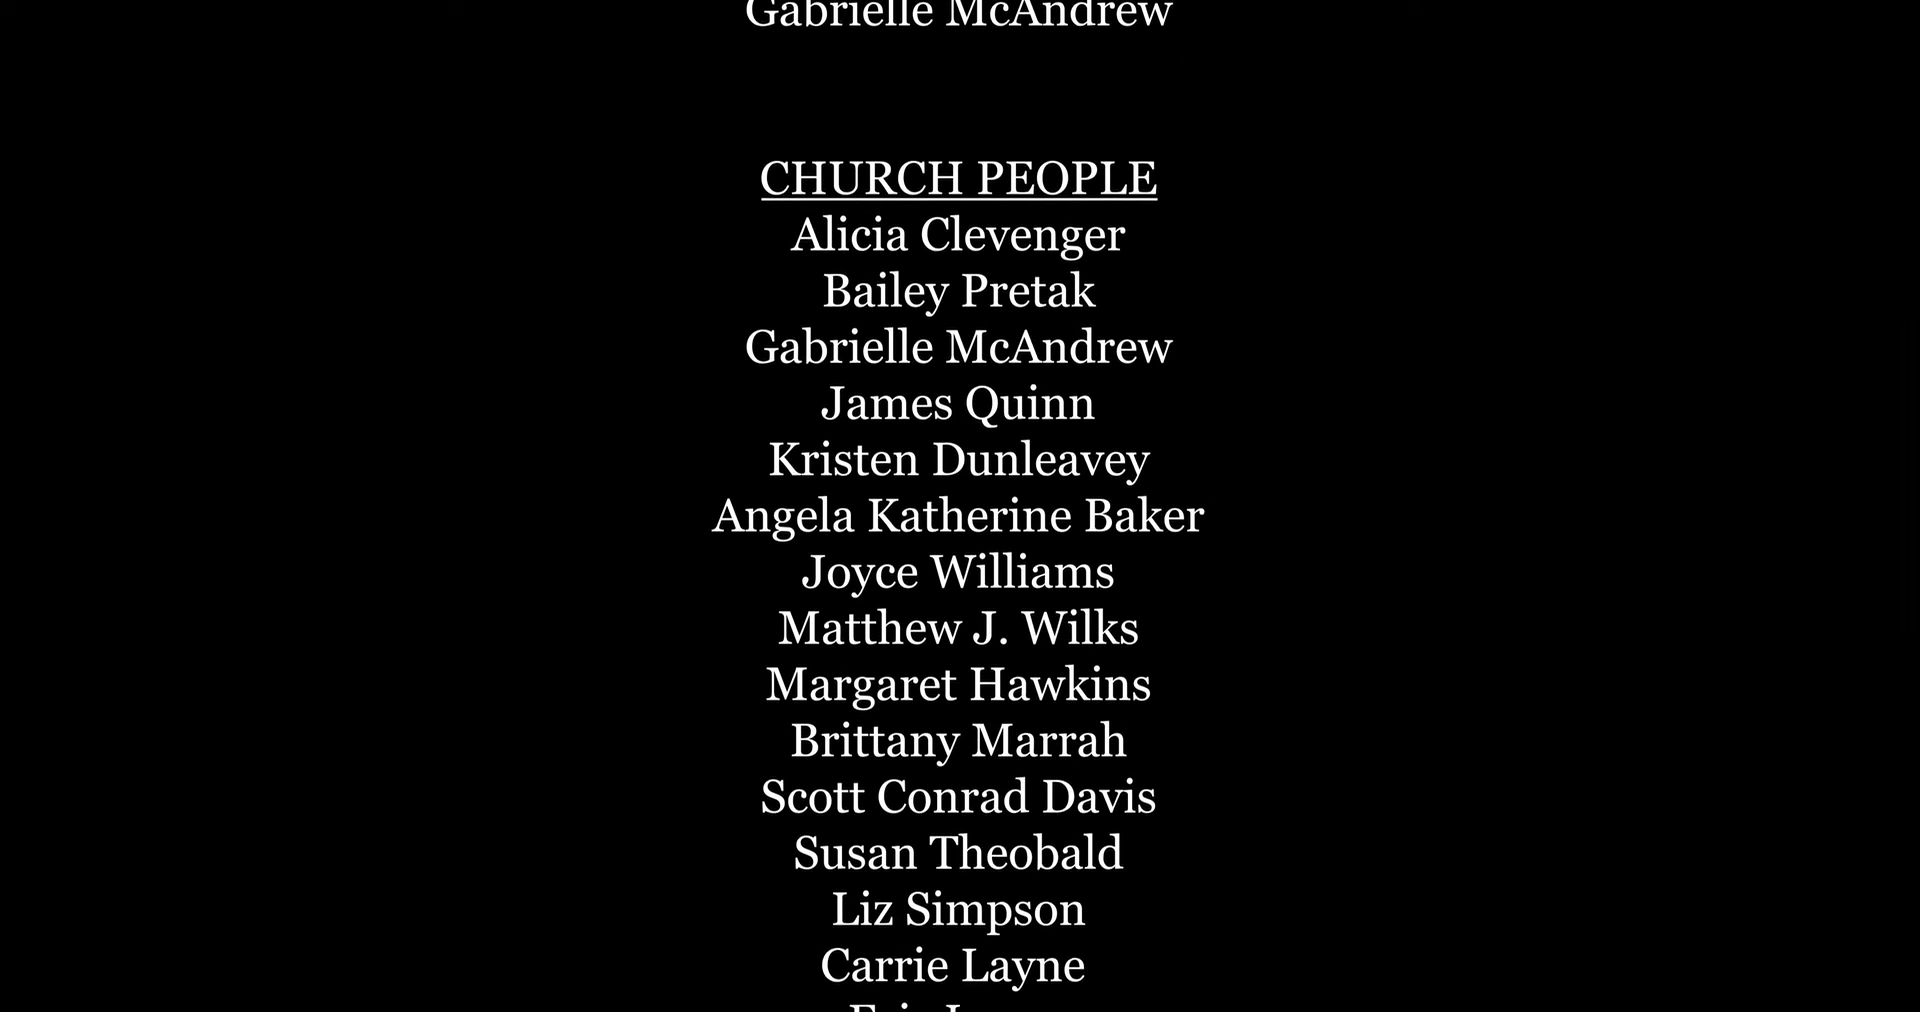 Gabrielle McAndrew
CHURCH PEOPLE
Alicia Clevenger
Bailey Pretak
Gabrielle McAndrew
James Quinn
Kristen Dunleavey
Angela Katherine Baker
Joyce Williams
Matthew J. Wilks
Margaret Hawkins
Brittany Marrah
Scott Conrad Davis
Susan Theobald
Liz Simpson
Carrie Layne